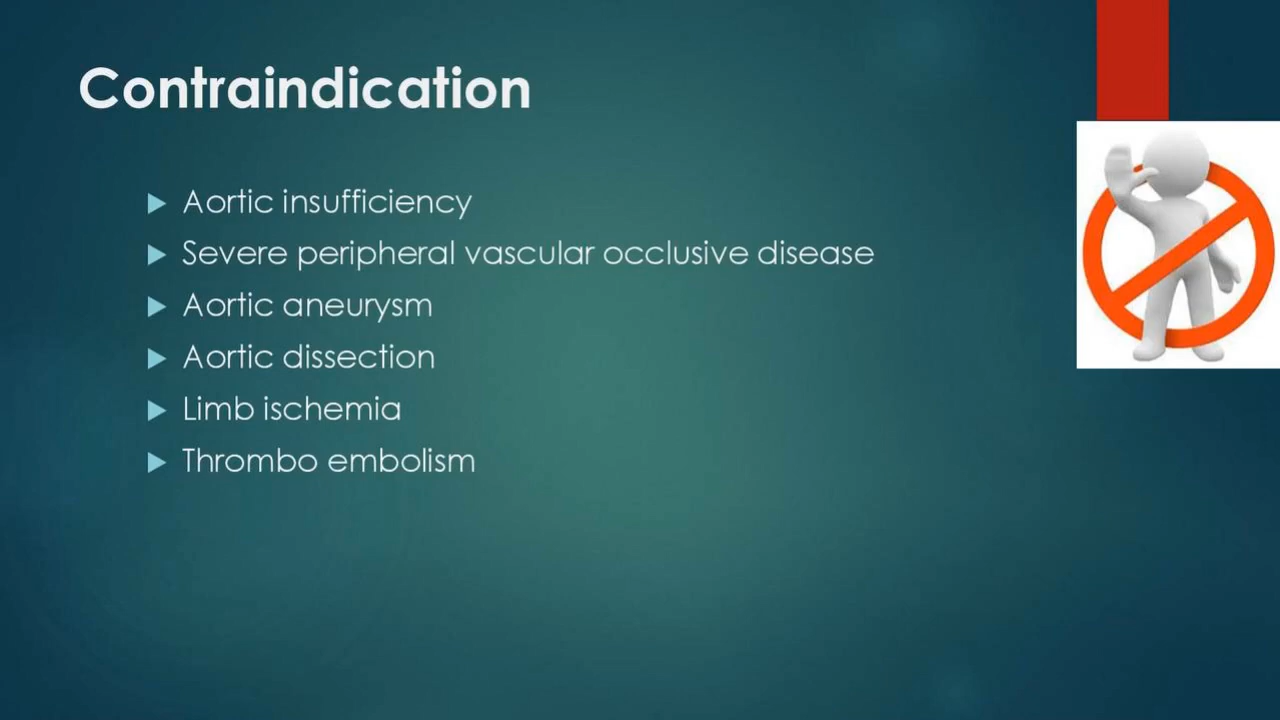 Contraindication
Aortic insufficiency
Severe peripheral vascular occlusive disease
Aortic aneurysm
Aortic dissection
Limb ischemia
Thrombo embolism